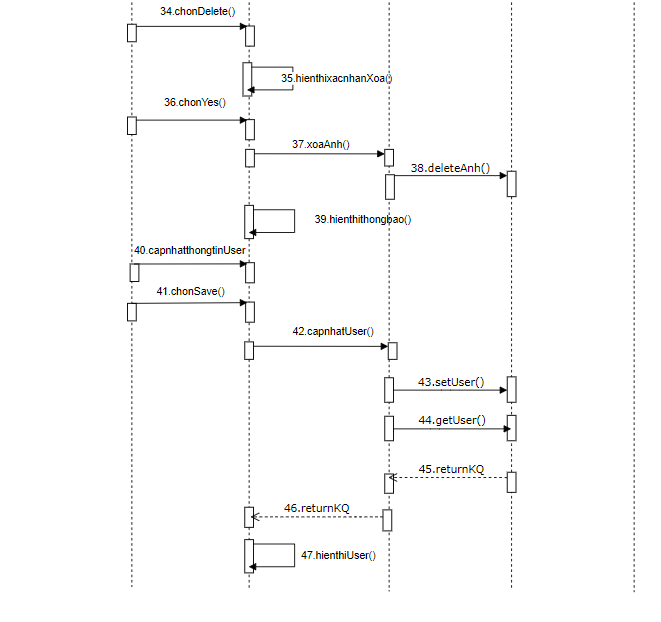 34.chonDelete()
35.hienthixacnhanXoa()
36.chonYes()
37.xoaAnh()
38.deleteAnh()
39.hienthithongbao()
40.capnhatthongtinUser
41.chonSave()
42.capnhatUser()
43.setUser()
44.getUser()
45.returnKQ
46.returnKQ
47.hienthiUser()